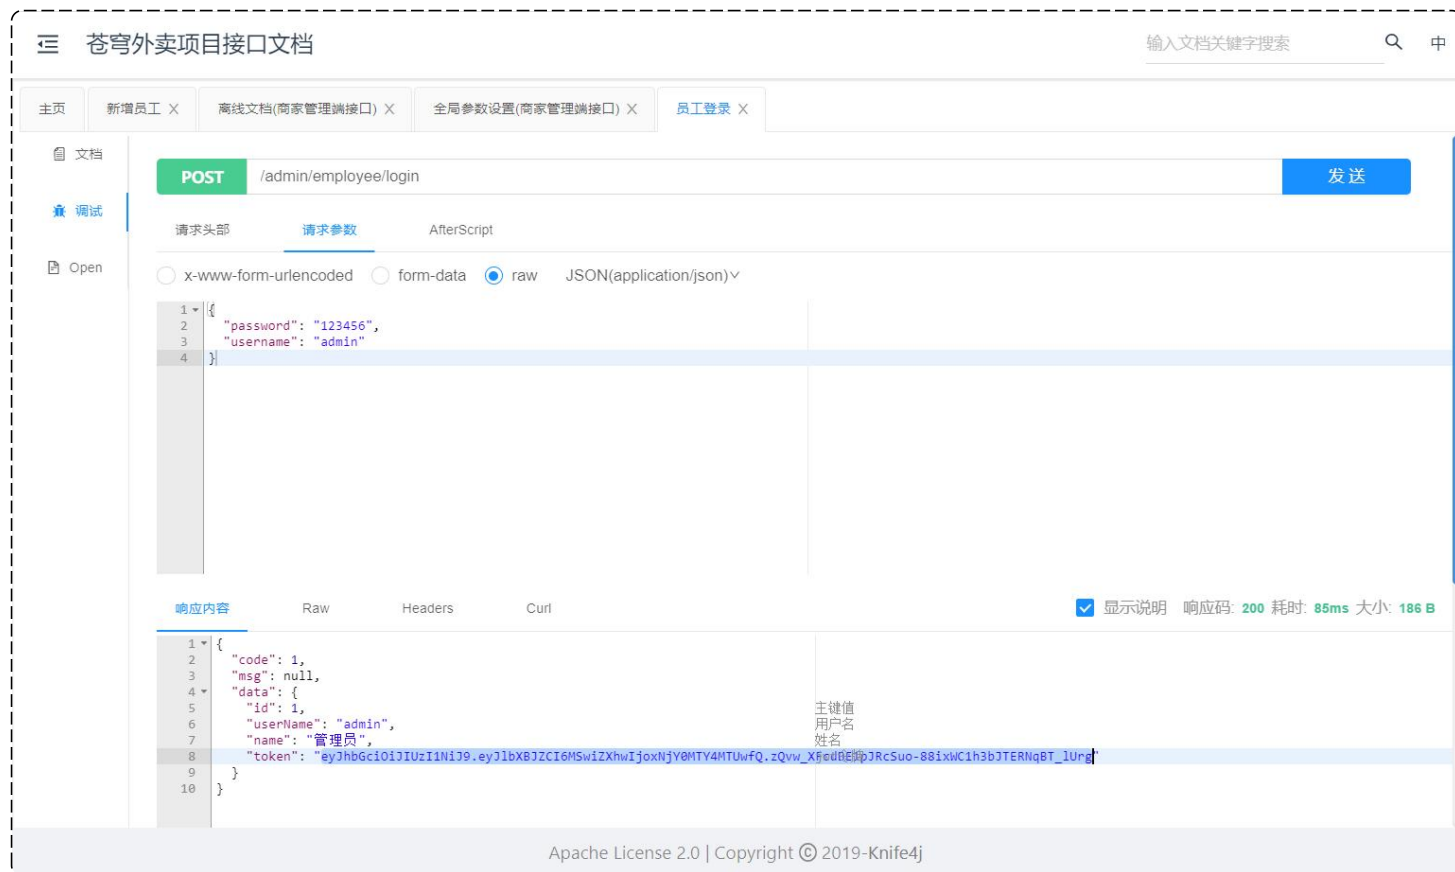 苍穹外卖项目接口文档
输入文档关键字搜索
中
主页 新增员工 离线文档(商家管理端接口) 全局参数设置(商家管理端接口) 员工登录
文档
调试
Open
POST /admin/employee/login 发 送
请求头部 请求参数 AfterScript
x-www-form-urlencoded form-data raw JSON(application/json)
1 {
2 "password": "123456",
3 "username": "admin"
4 }
响应内容 Raw Headers Curl 显示说明 响应码: 200 耗时: 85ms 大小: 186 B
1 {
2 "code": 1,
3 "msg": null,
4 "data": {
5 "id": 1, 主键值
6 "userName": "admin", 用户名
7 "name": "管理员", 姓名
8 "token":
9 }
10 }
Apache License 2.0 | Copyright © 2019-Knife4j